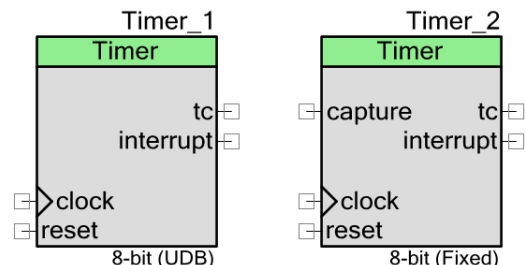 Timer_1
Timer
tc
interrupt
clock
reset
8-bit (UDB)
Timer_2
Timer
capture
tc
interrupt
clock
reset
8-bit (Fixed)